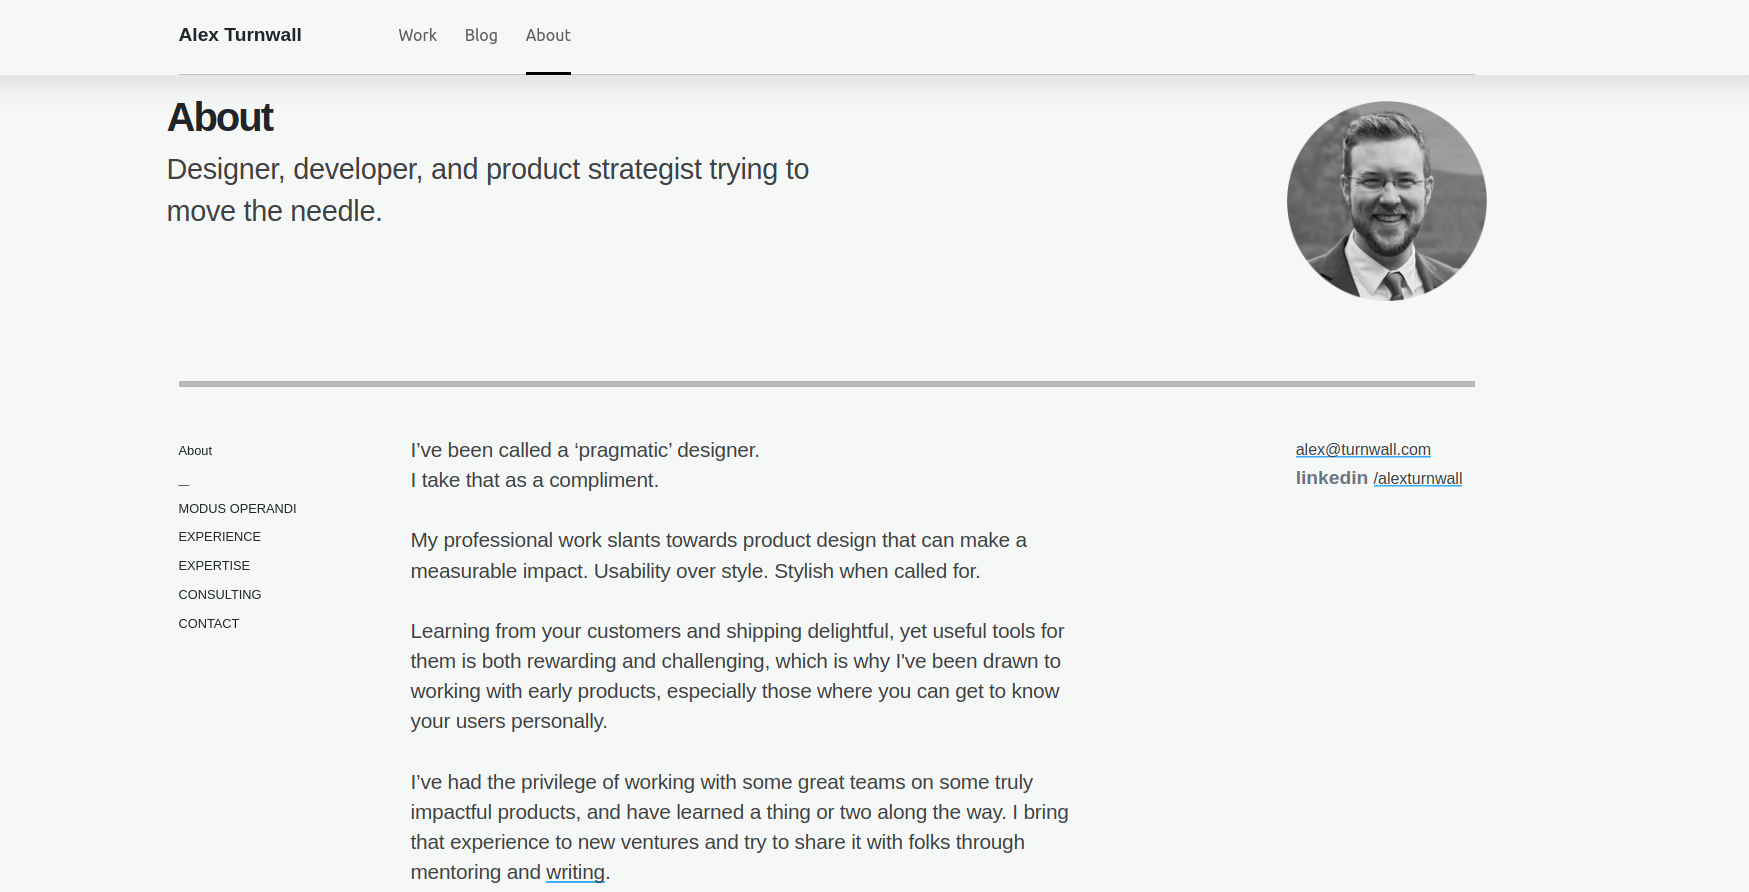 Alex Turnwall
Work Blog About
About
Designer, developer, and product strategist trying to
move the needle.
About
—
MODUS OPERANDI
EXPERIENCE
EXPERTISE
CONSULTING
CONTACT
I’ve been called a ‘pragmatic’ designer.
I take that as a compliment.
My professional work slants towards product design that can make a
measurable impact. Usability over style. Stylish when called for.
Learning from your customers and shipping delightful, yet useful tools for
them is both rewarding and challenging, which is why I've been drawn to
working with early products, especially those where you can get to know
your users personally.
I’ve had the privilege of working with some great teams on some truly
impactful products, and have learned a thing or two along the way. I bring
that experience to new ventures and try to share it with folks through
mentoring and writing.
alex@turnwall.com
linkedin /alexturnwall